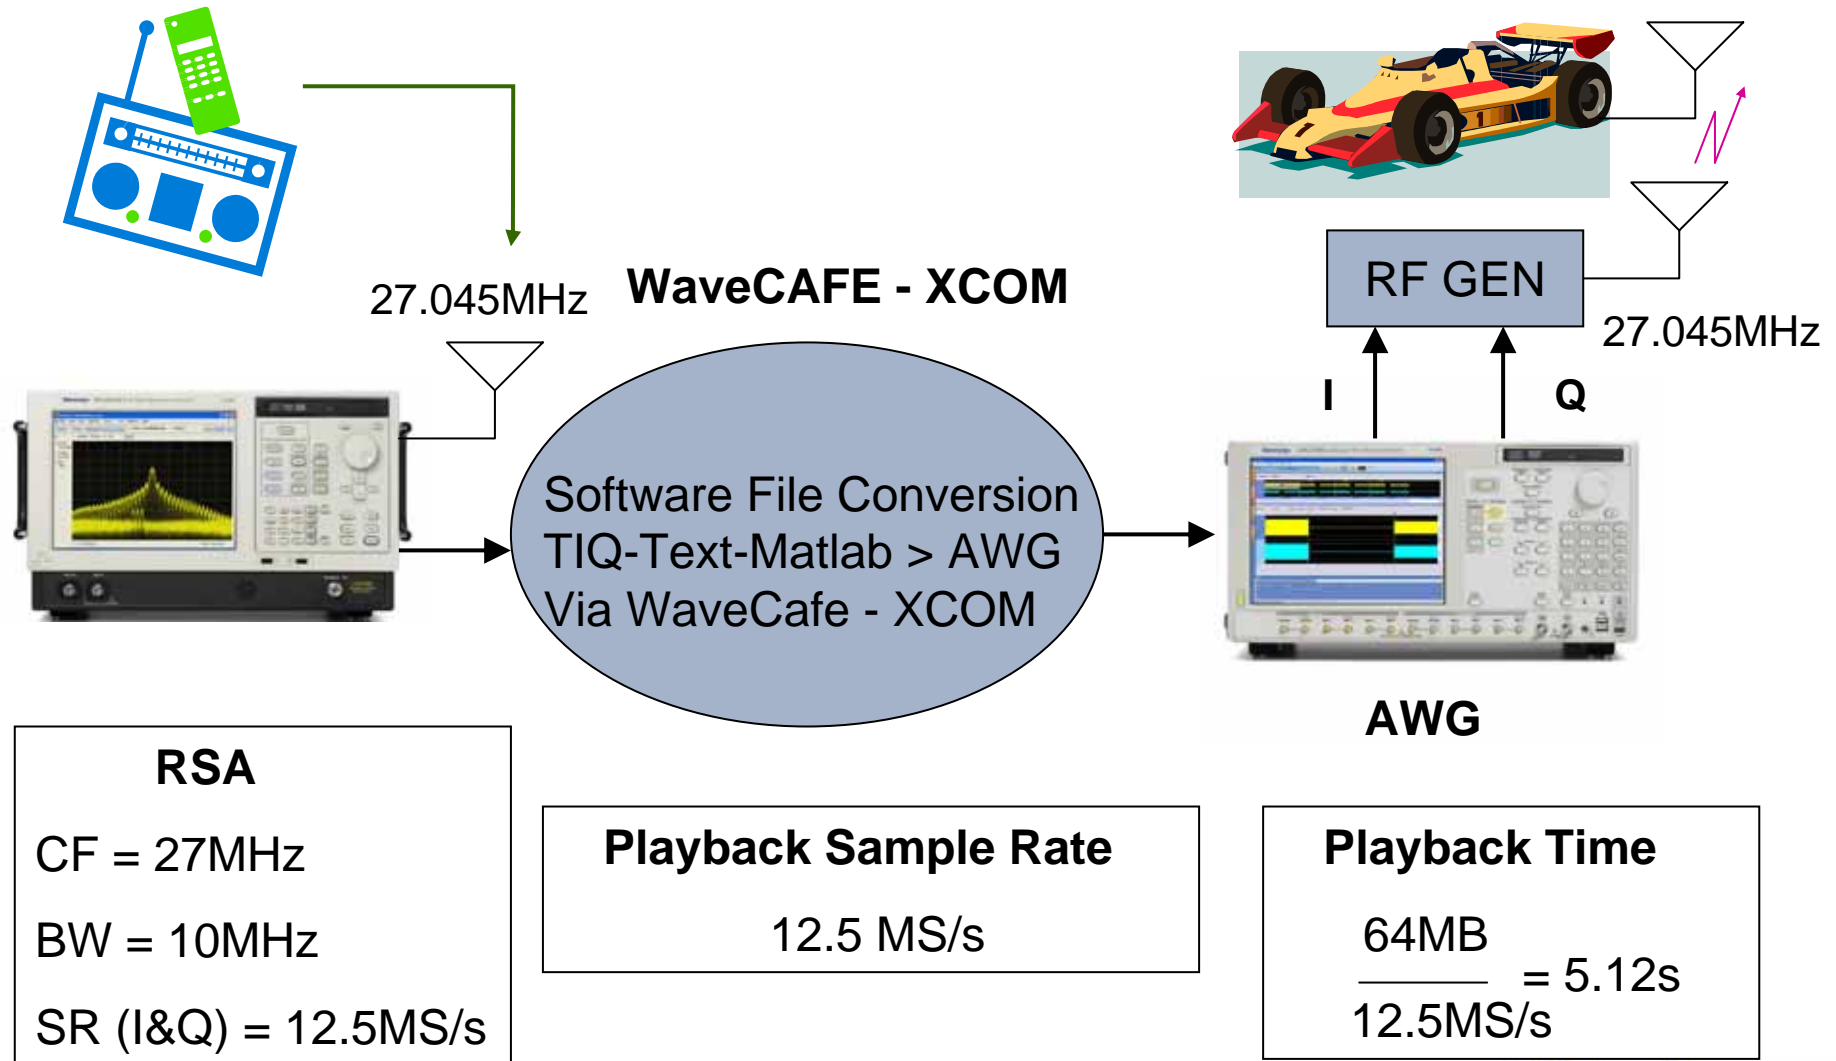 27.045MHz
WaveCAFE - XCOM
RF GEN
27.045MHz
I
Q
Software File Conversion
TIQ-Text-Matlab > AWG
Via WaveCafe - XCOM
AWG
RSA
CF = 27MHz
BW = 10MHz
SR (I&Q) = 12.5MS/s
Playback Sample Rate
12.5 MS/s
Playback Time
64MB
= 5.12s
12.5MS/s
1
1